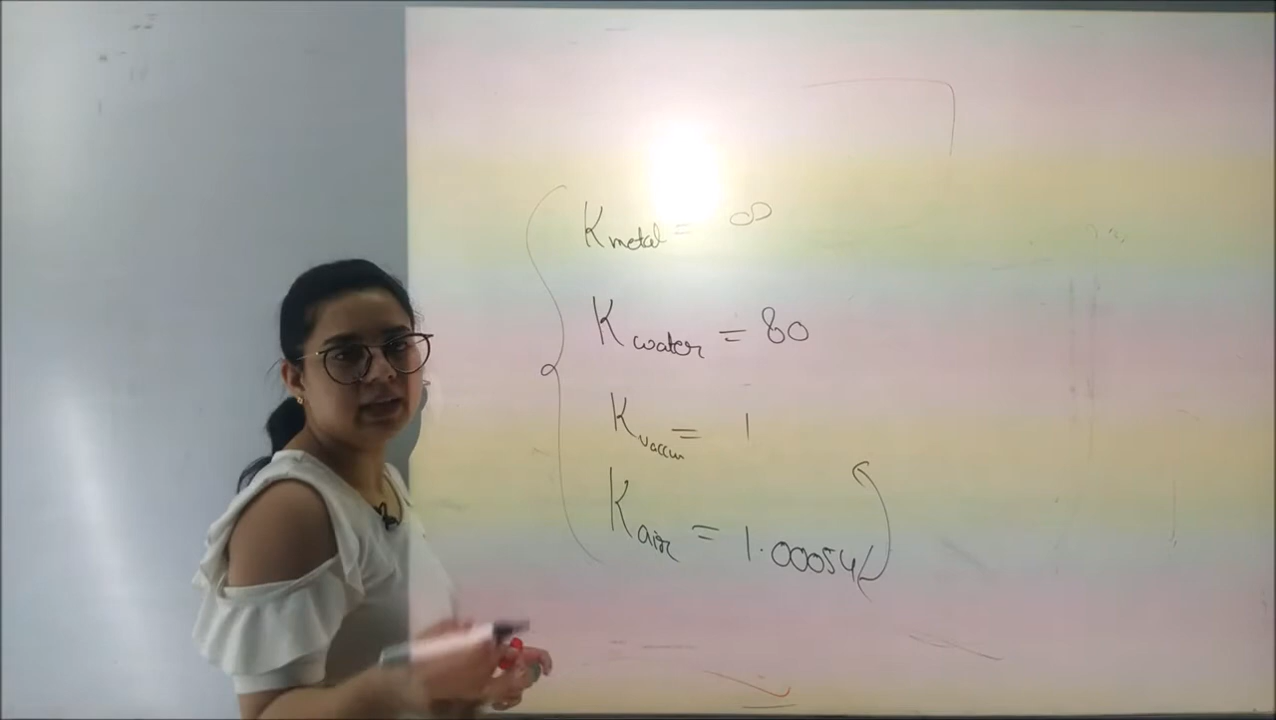 K metal = ∞
K water = 80
K vaccum = 1
K air = 1.00054